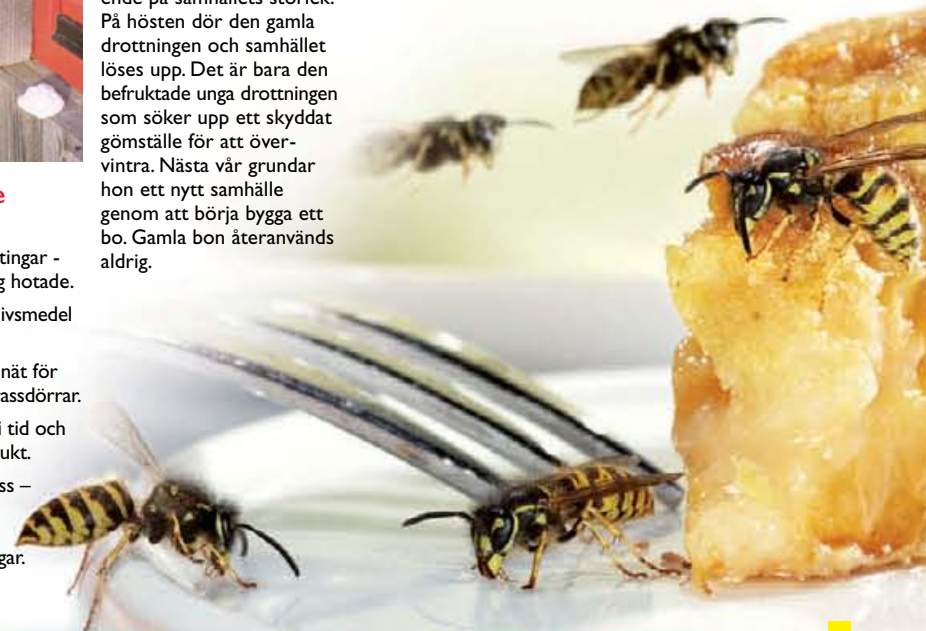 e
tingar -
g hotade.
ivsmedel
nät för
assdörrar.
i tid och
ukt.
ss –
gar.
ende på samhällets storlek.
På hösten dör den gamla
drottningen och samhället
löses upp. Det är bara den
befruktade unga drottningen
som söker upp ett skyddat
gömställe för att över-
vintra. Nästa vår grundar
hon ett nytt samhälle
genom att börja bygga ett
bo. Gamla bon återanvänds
aldrig.